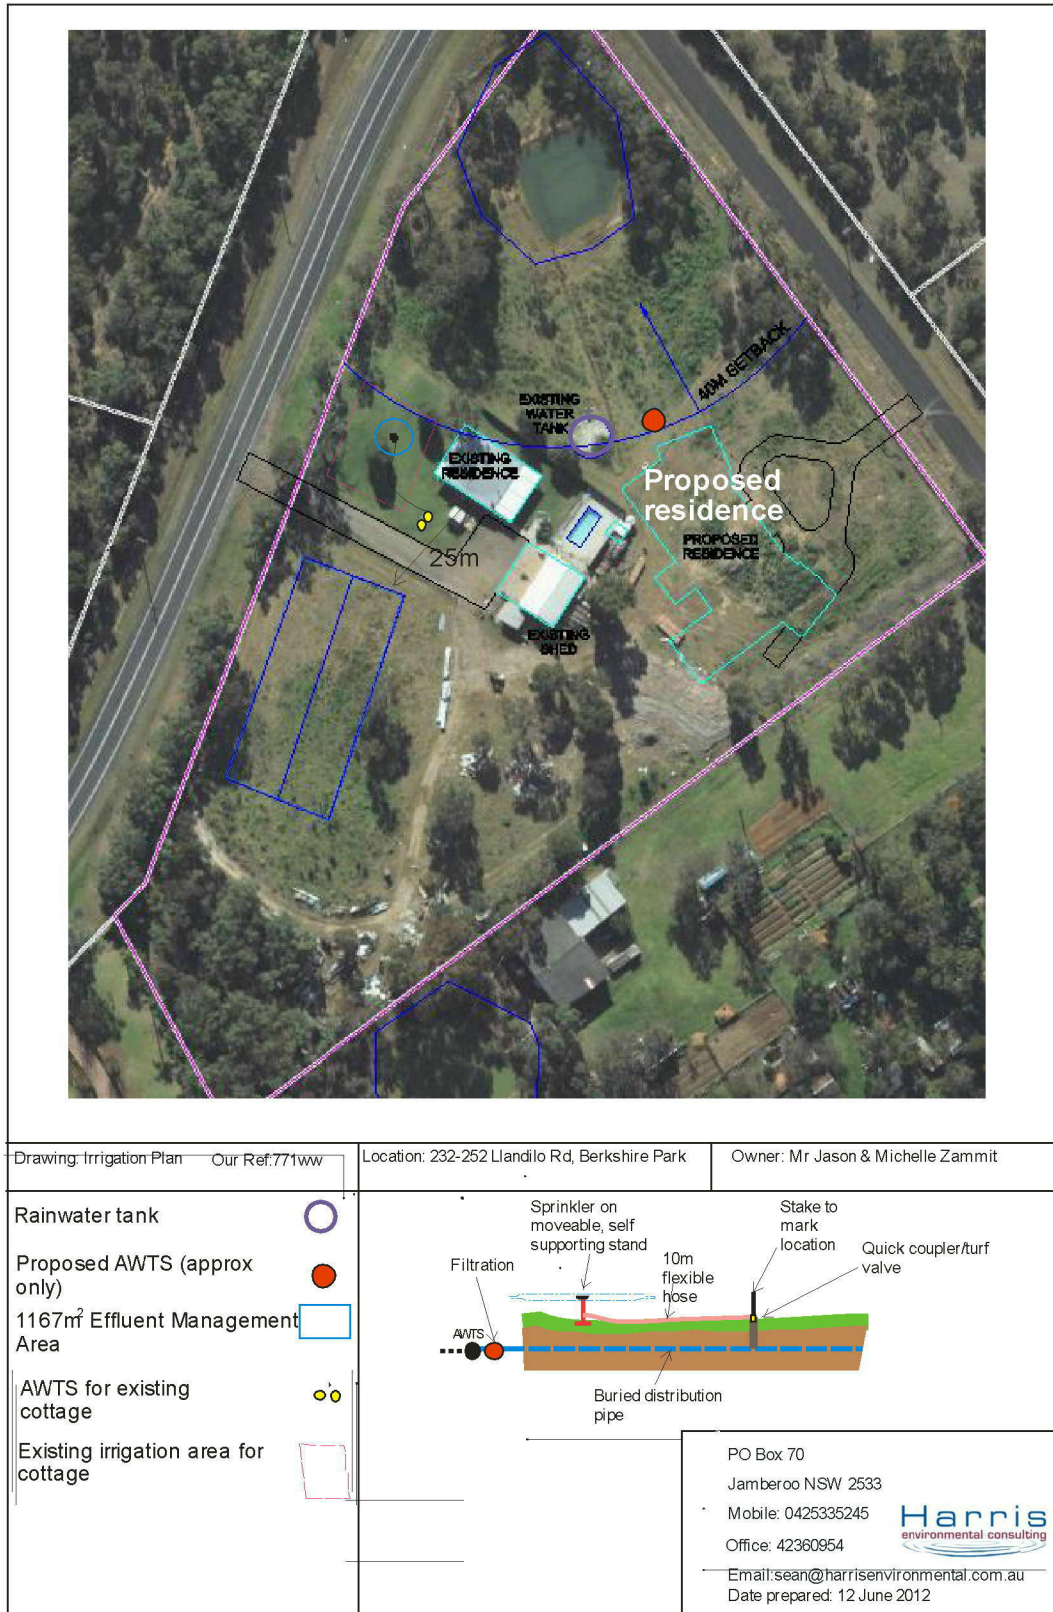 40M SETBACK
EXISTING
WATER
TANK
EXISTING
RESIDENCE
Proposed
residence
PROPOSED
RESIDENCE
25m
EXISTING
SHED
Drawing: Irrigation Plan
Our Ref:771ww
Location: 232-252 Llandilo Rd, Berkshire Park
Owner: Mr Jason & Michelle Zammit
Rainwater tank
Proposed AWTS (approx
only)
1167m² Effluent Management
Area
AWTS for existing
cottage
Existing irrigation area for
cottage
Sprinkler on
moveable, self
supporting stand
Stake to
mark
location
Filtration
10m
flexible
hose
Quick coupler/turf
valve
AWTS
Buried distribution
pipe
PO Box 70
Jamberoo NSW 2533
Mobile: 0425335245
Office: 42360954
Email:sean@harrisenvironmental.com.au
Date prepared: 12 June 2012
Harris
environmental consulting